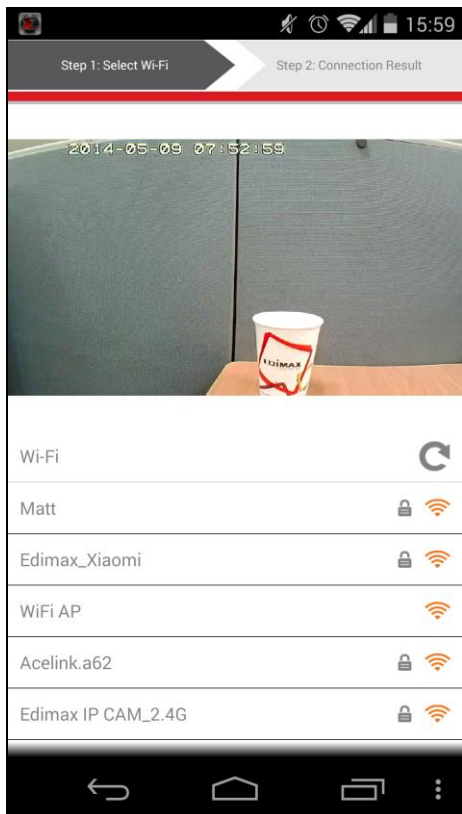 15:59
Step 1: Select Wi-Fi
Step 2: Connection Result
2014-05-09 07:52:59
EDIMAX
Wi-Fi
Matt
Edimax_Xiaomi
WiFi AP
Acelink.a62
Edimax IP CAM_2.4G